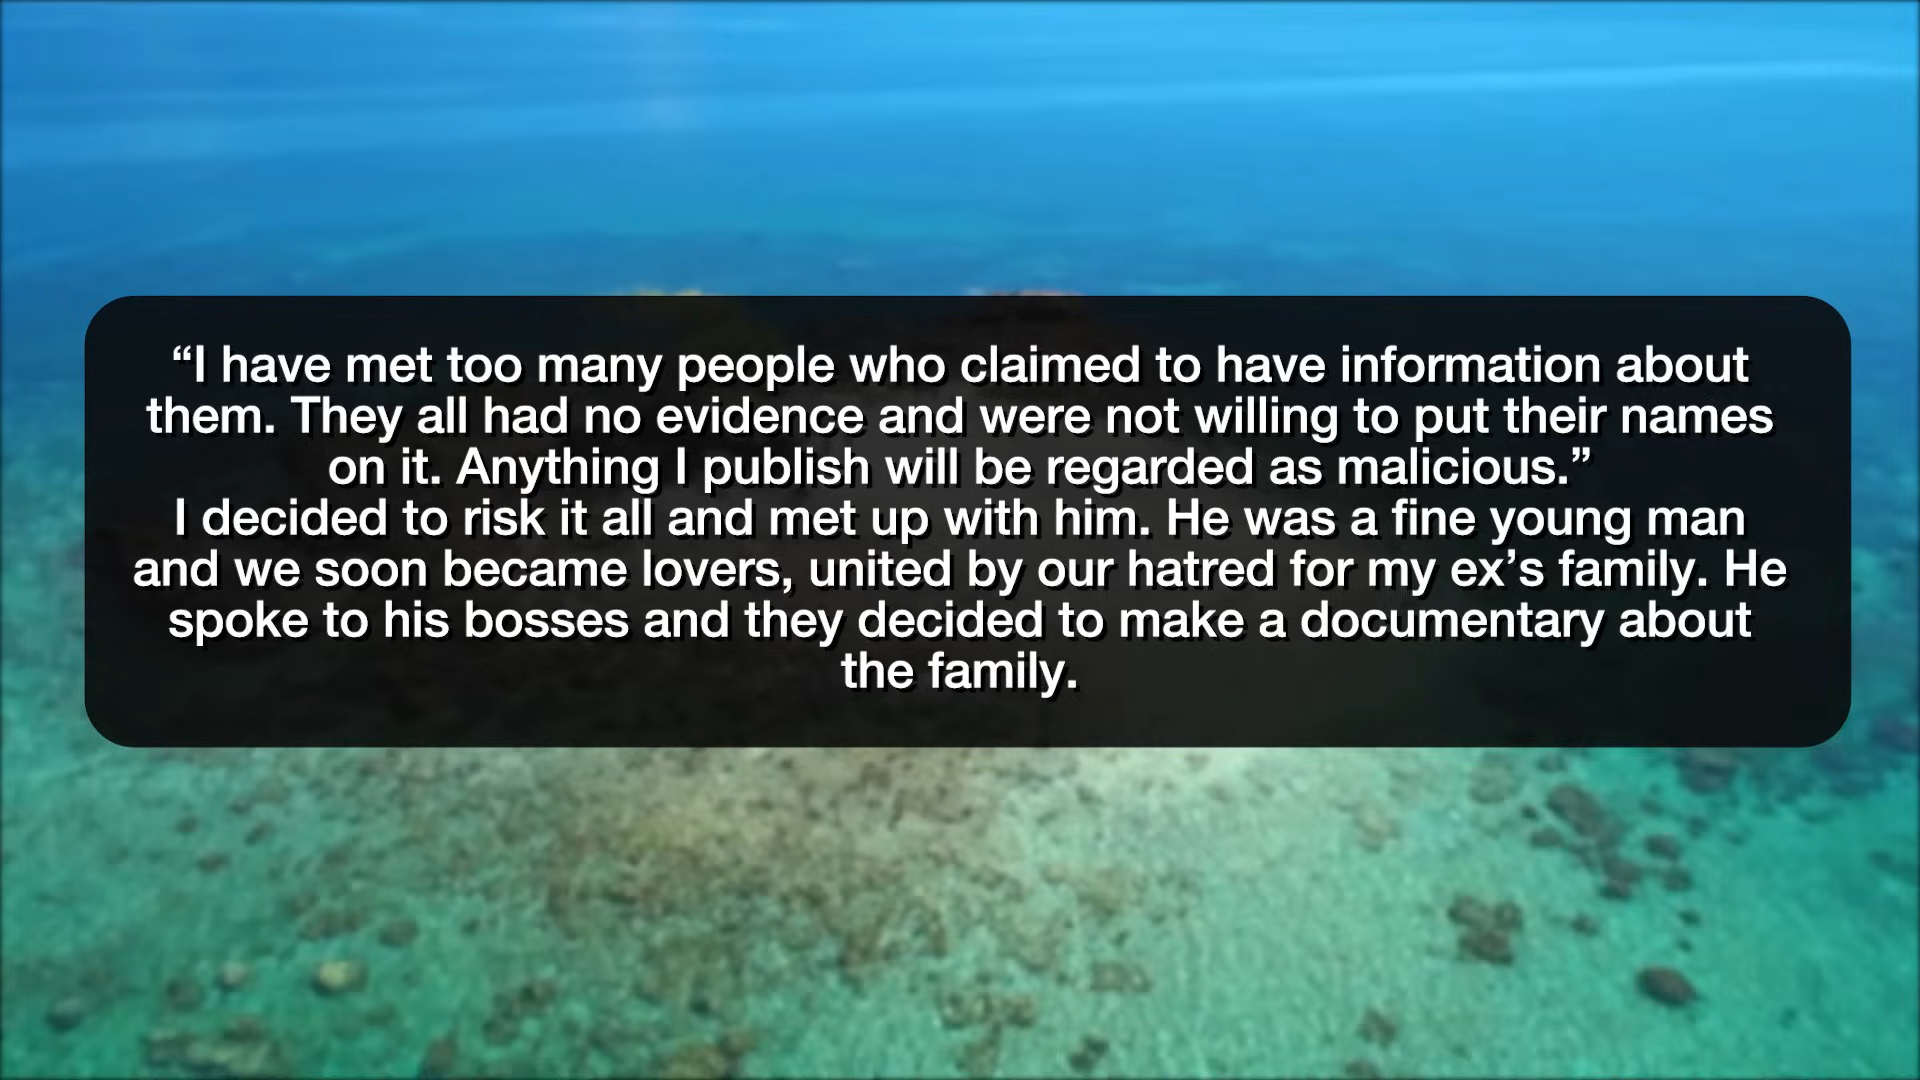 “I have met too many people who claimed to have information about
them. They all had no evidence and were not willing to put their names
on it. Anything I publish will be regarded as malicious.”
I decided to risk it all and met up with him. He was a fine young man
and we soon became lovers, united by our hatred for my ex’s family. He
spoke to his bosses and they decided to make a documentary about
the family.